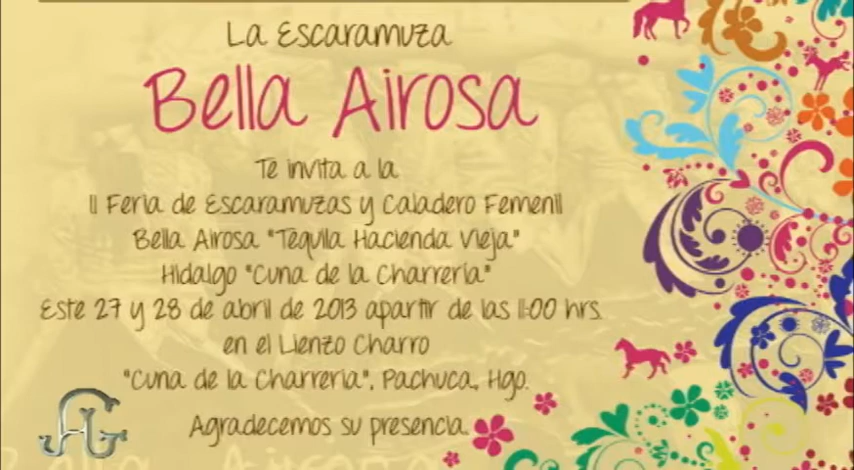 La Escaramuza
Bella Airosa
Te invita a la
II Feria de Escaramuzas y Caladero Femenil
Bella Airosa "Tequila Hacienda Vieja"
Hidalgo "Cuna de la Charrería"
Este 27 y 28 de abril de 2013 apartir de las 11:00 hrs.
en el Lienzo Charro
"Cuna de la Charrería", Pachuca, Hgo.
Agradecemos su presencia.